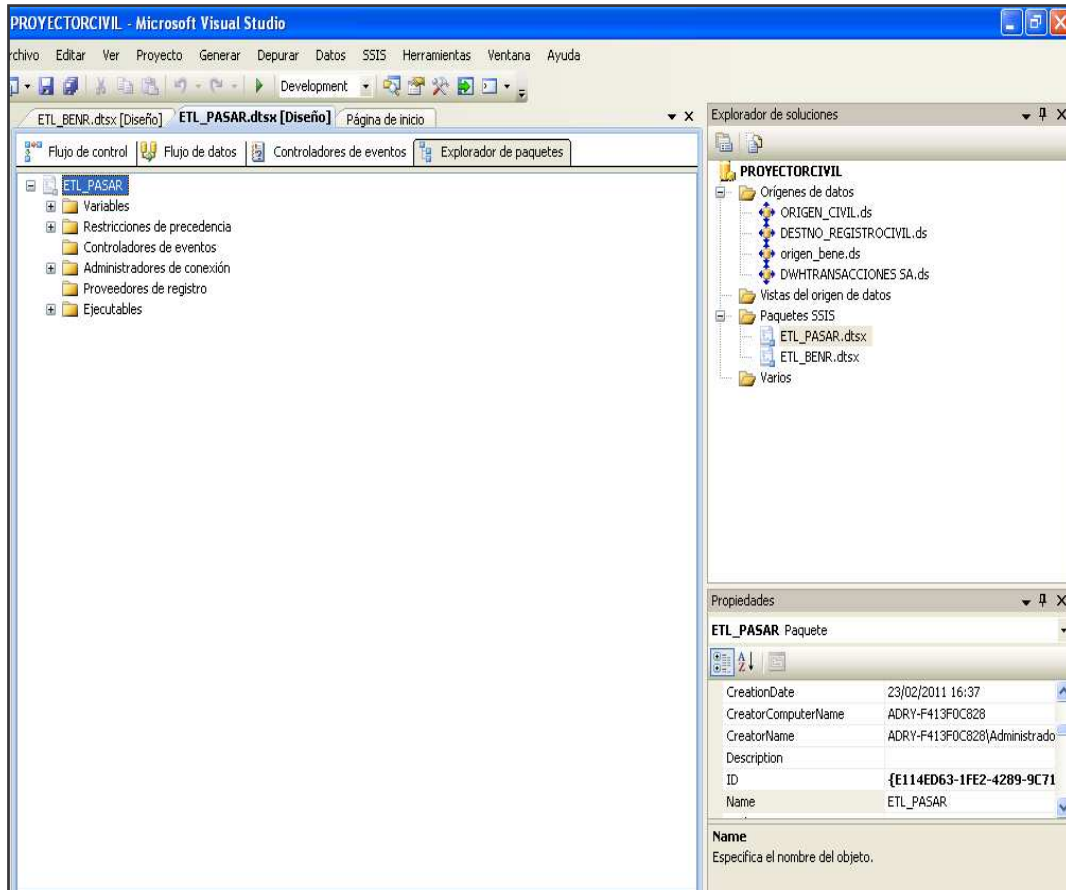 PROYECTORCIVIL - Microsoft Visual Studio
rchivo Editar Ver Proyecto Generar Depurar Datos SSIS Herramientas Ventana Ayuda
Development
ETL_BENR.dtsx [Diseño] ETL_PASAR.dtsx [Diseño] Página de inicio
Flujo de control Flujo de datos Controladores de eventos Explorador de paquetes
ETL_PASAR
Variables
Restricciones de precedencia
Controladores de eventos
Administradores de conexión
Proveedores de registro
Ejecutables
Explorador de soluciones
PROYECTORCIVIL
Orígenes de datos
ORIGEN_CIVIL.ds
DESTNO_REGISTROCIVIL.ds
origen_bene.ds
DWHTRANSACCIONES SA.ds
Vistas del origen de datos
Paquetes SSIS
ETL_PASAR.dtsx
ETL_BENR.dtsx
Varios
Propiedades
ETL_PASAR Paquete
CreationDate 23/02/2011 16:37
CreatorComputerName ADRY-F413F0C828
CreatorName ADRY-F413F0C828\Administrado
Description
ID {E114ED63-1FE2-4289-9C71
Name ETL_PASAR
Name
Especifica el nombre del objeto.